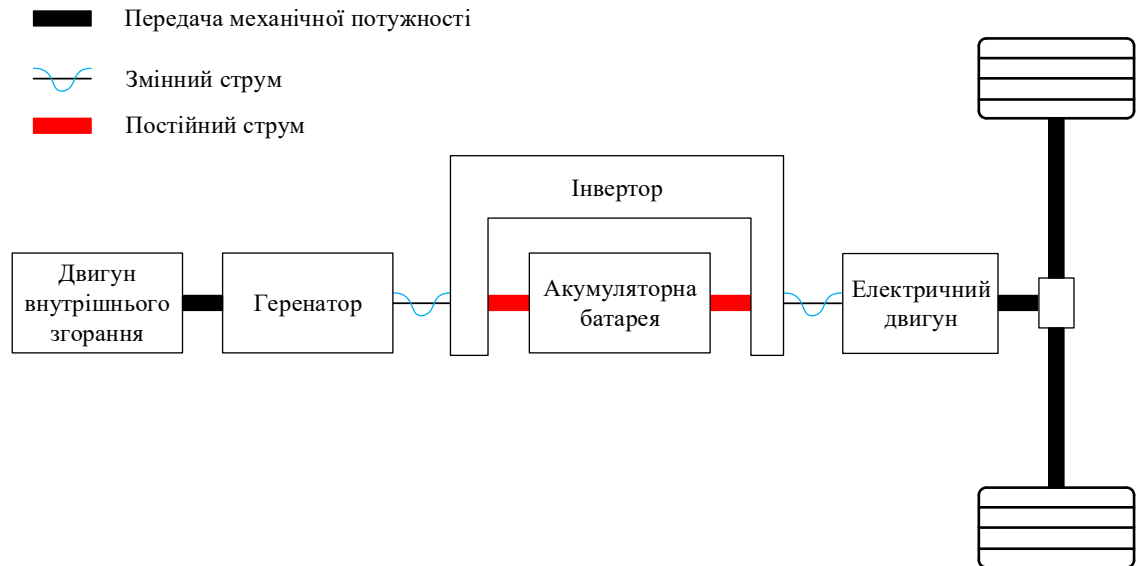 Передача механічної потужності
Змінний струм
Постійний струм
Інвертор
Двигун
внутрішнього
згорання
Геренатор
Акумуляторна
батарея
Електричний
двигун